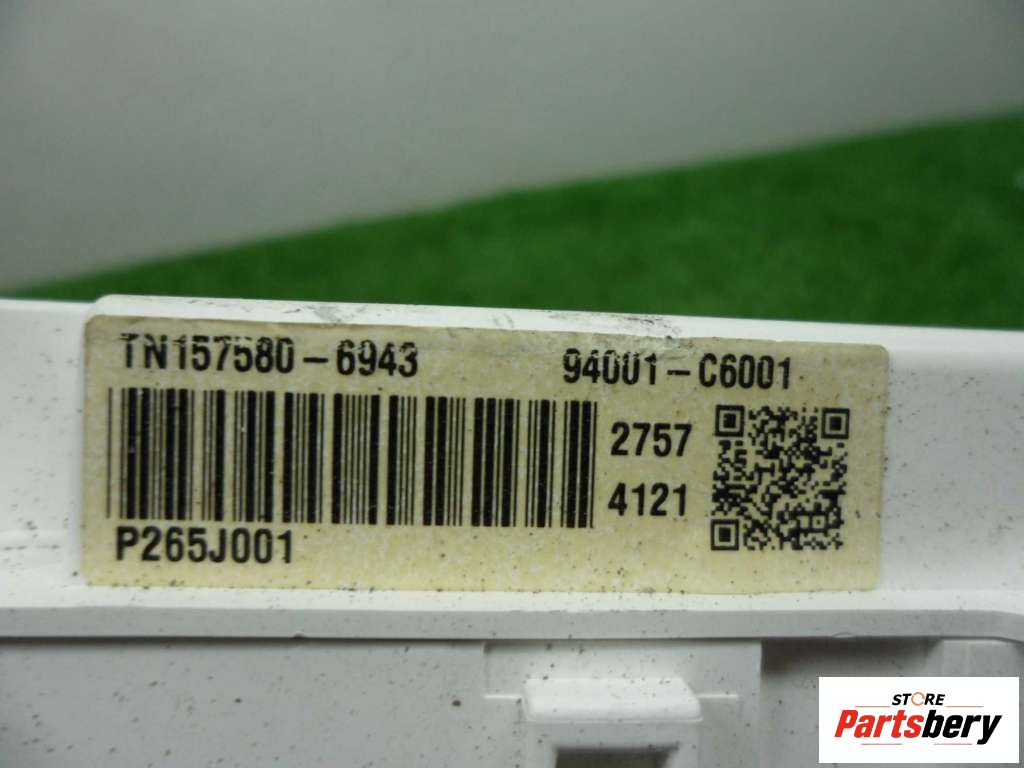 TN157580-6943 94001-C6001
2757
4121
P265J001
STORE
Partsbery